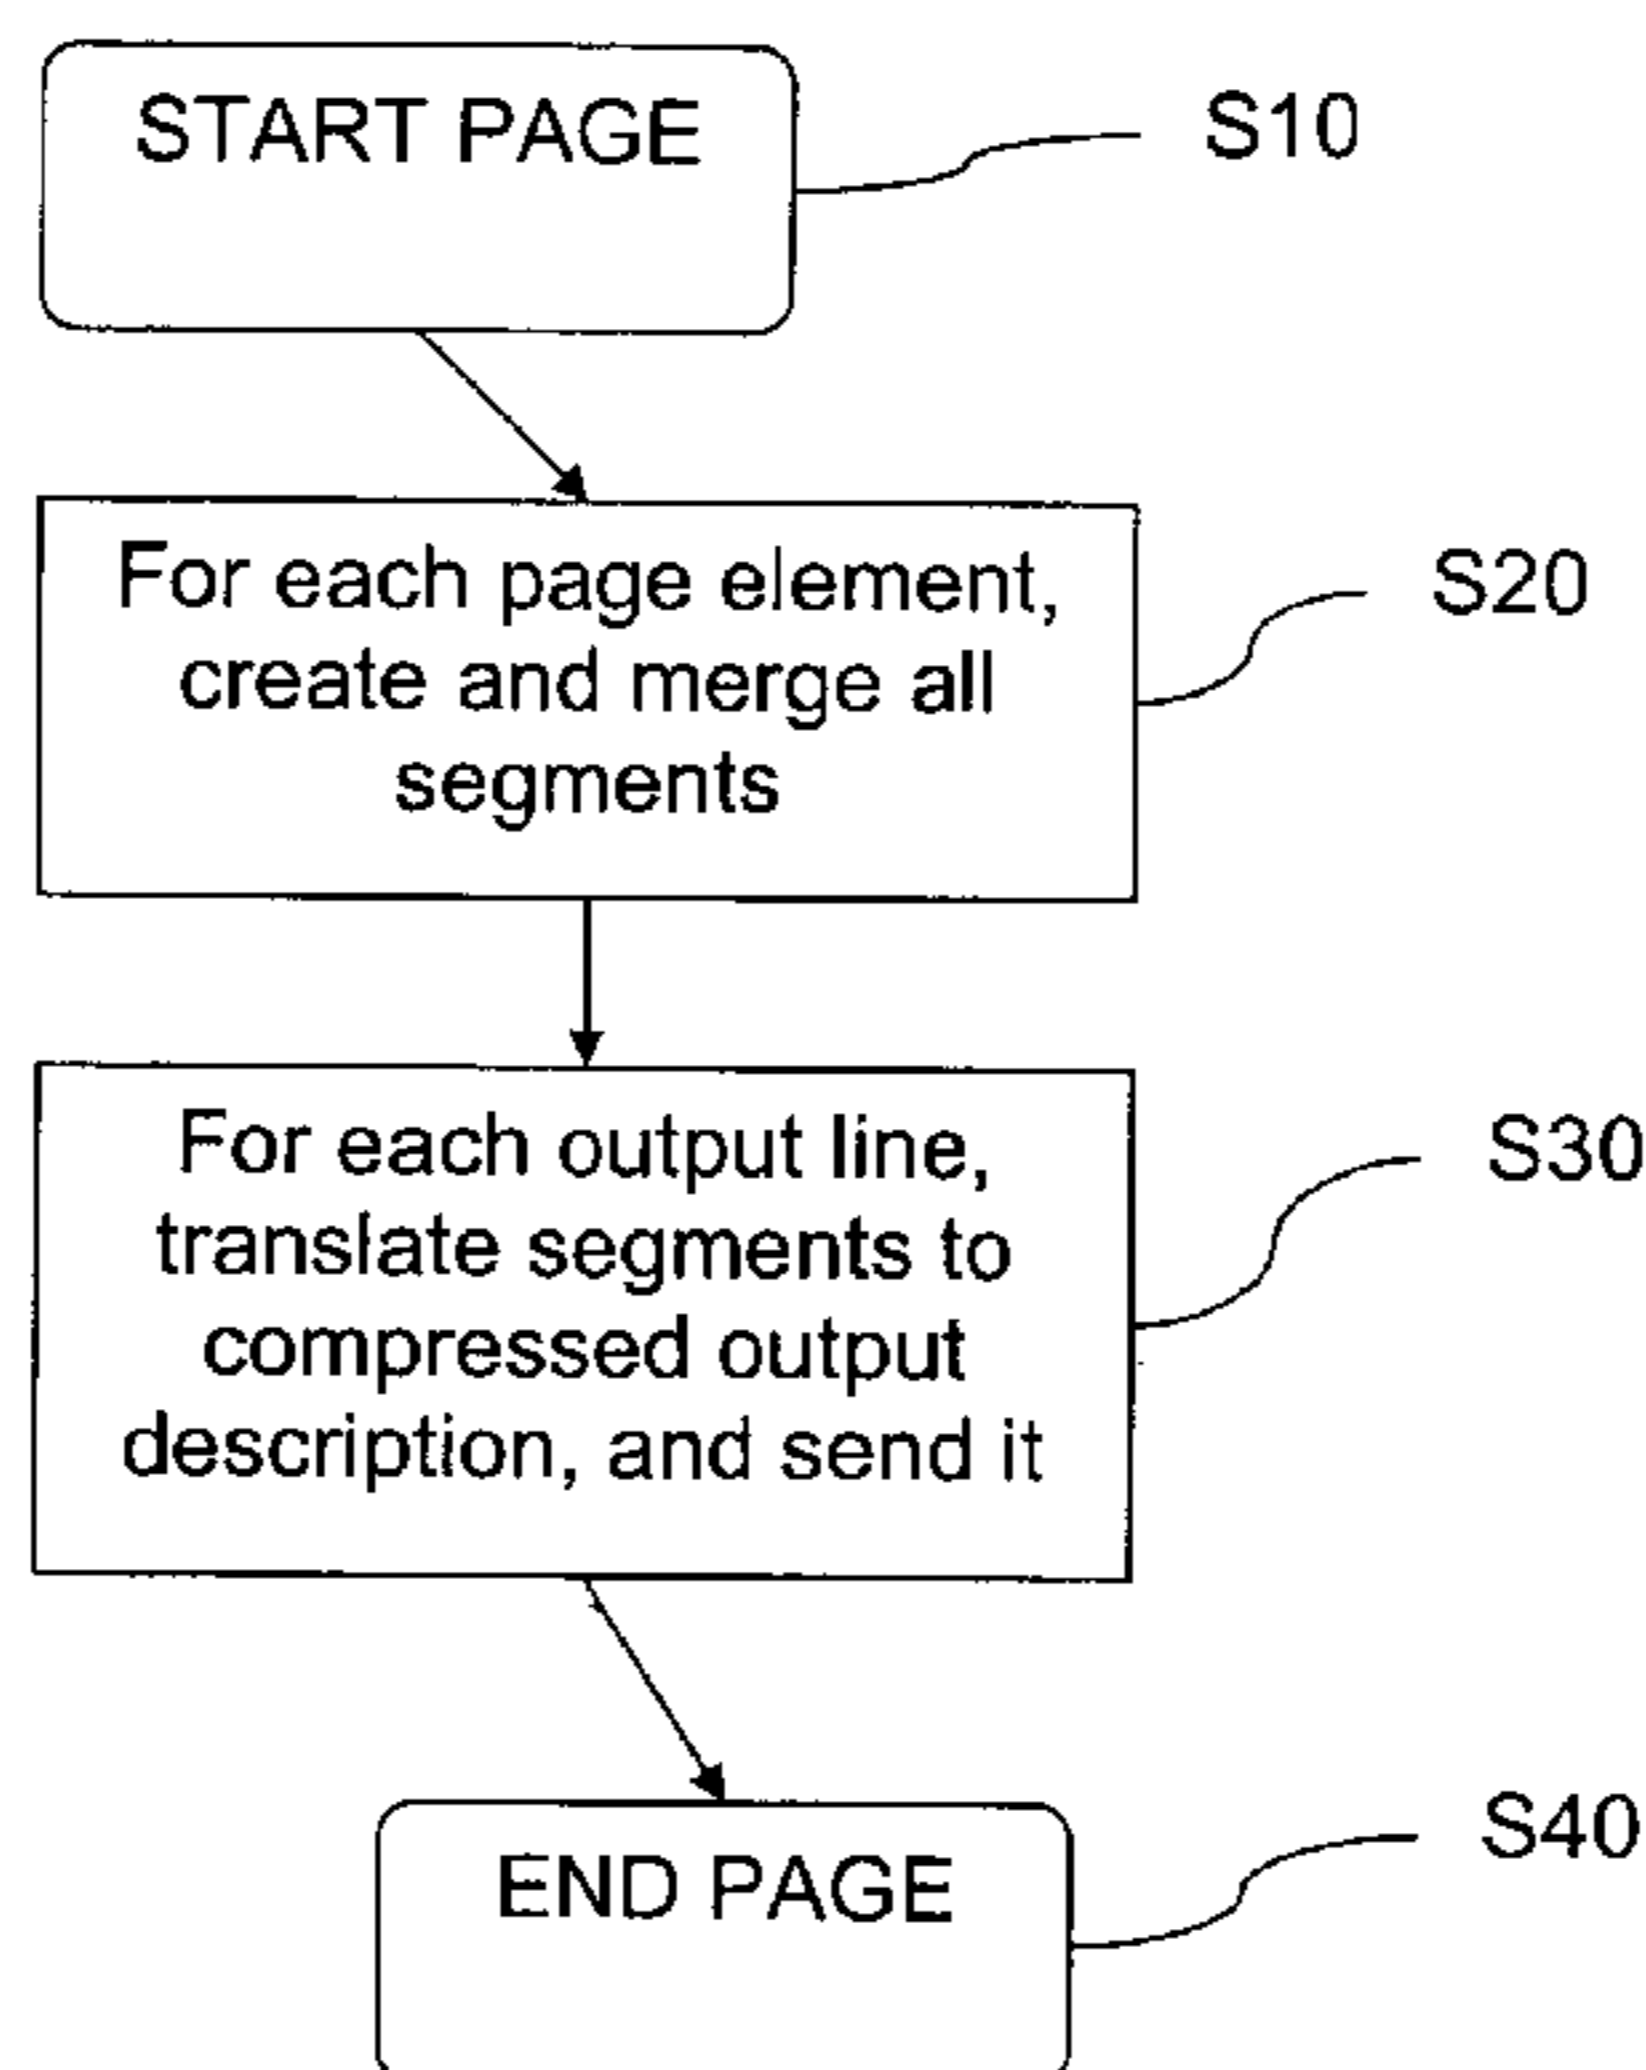 START PAGE
S10
For each page element,
create and merge all
segments
S20
For each output line,
translate segments to
compressed output
description, and send it
S30
END PAGE
S40